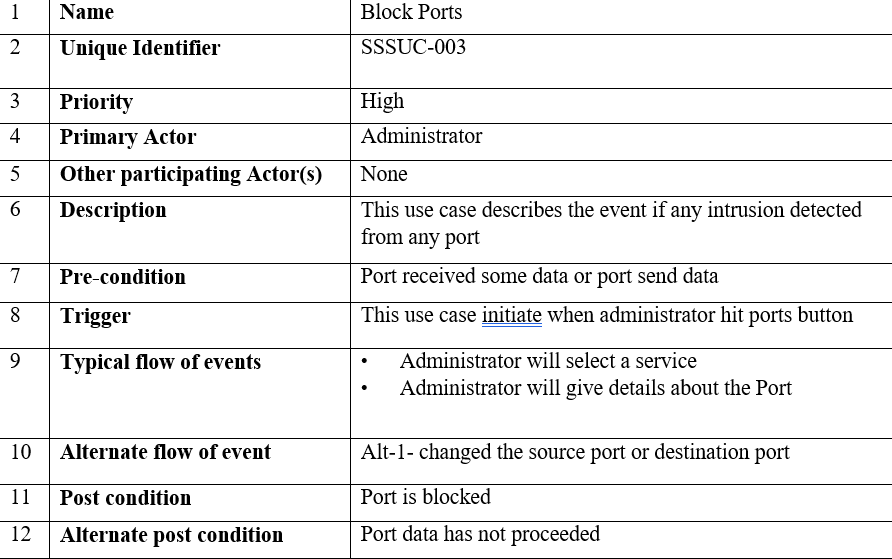 1 Name Block Ports
2 Unique Identifier SSSUC-003
3 Priority High
4 Primary Actor Administrator
5 Other participating Actor(s) None
6 Description This use case describes the event if any intrusion detected
from any port
7 Pre-condition Port received some data or port send data
8 Trigger This use case initiate when administrator hit ports button
9 Typical flow of events • Administrator will select a service
• Administrator will give details about the Port
10 Alternate flow of event Alt-1- changed the source port or destination port
11 Post condition Port is blocked
12 Alternate post condition Port data has not proceeded